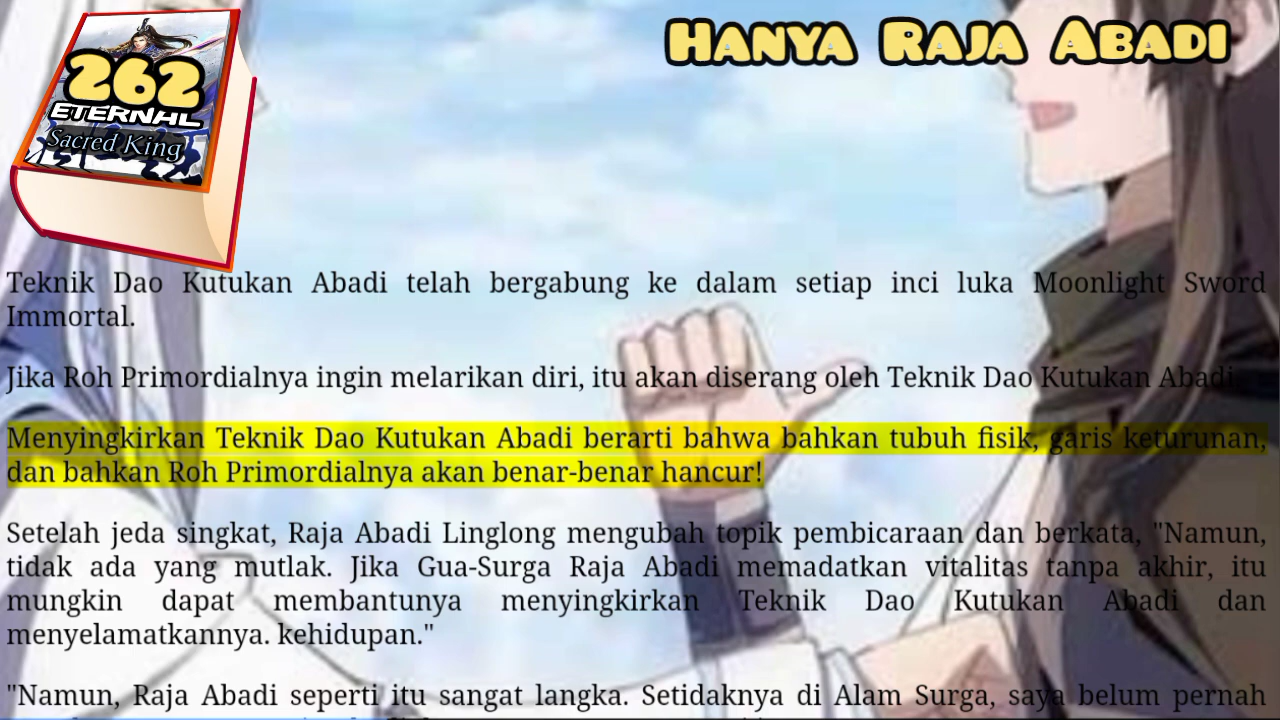 262
ETERNAL
Sacred King
Hanya Raja Abadi
Teknik Dao Kutukan Abadi telah bergabung ke dalam setiap inci luka Moonlight Sword
Immortal.
Jika Roh Primordialnya ingin melarikan diri, itu akan diserang oleh Teknik Dao Kutukan Abadi.
Menyingkirkan Teknik Dao Kutukan Abadi berarti bahwa bahkan tubuh fisik, garis keturunan,
dan bahkan Roh Primordialnya akan benar-benar hancur!
Setelah jeda singkat, Raja Abadi Linglong mengubah topik pembicaraan dan berkata, "Namun,
tidak ada yang mutlak. Jika Gua-Surga Raja Abadi memadatkan vitalitas tanpa akhir, itu
mungkin dapat membantunya menyingkirkan Teknik Dao Kutukan Abadi dan
menyelamatkannya. kehidupan."
"Namun, Raja Abadi seperti itu sangat langka. Setidaknya di Alam Surga, saya belum pernah